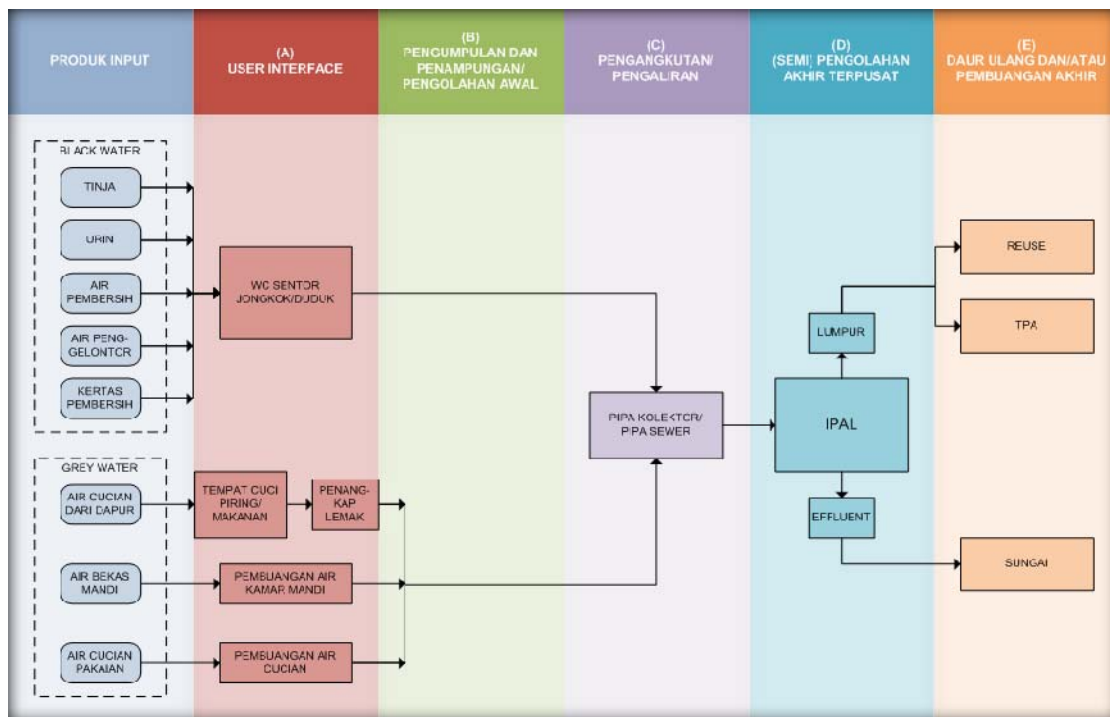 PRODUK INPUT
(A)
USER INTERFACE
(B)
PENGUMPULAN DAN
PENAMPUNGAN/
PENGOLAHAN AWAL
(C)
PENGANGKUTAN/
PENGALIRAN
(D)
(SEMI) PENGOLAHAN
AKHIR TERPUSAT
(E)
DAUR ULANG DAN/ATAU
PEMBUANGAN AKHIR
BLACK WATER
TINJA
URIN
AIR
PEMBERSIH
AIR PENG-
GELONTOR
KERTAS
PEMBERSIH
WC SENTOR
JONGKOK/DUDUK
GREY WATER
AIR CUCIAN
DARI DAPUR
AIR BEKAS
MANDI
AIR CUCIAN
PAKAIAN
TEMPAT CUCI
PIRING/
MAKANAN
PENANG-
KAP
LEMAK
PEMBUANGAN AIR
KAMAR MANDI
PEMBUANGAN AIR
CUCIAN
PIPA KOLEKTOR/
PIPA SEWER
LUMPUR
IPAL
EFFLUENT
REUSE
TPA
SUNGAI